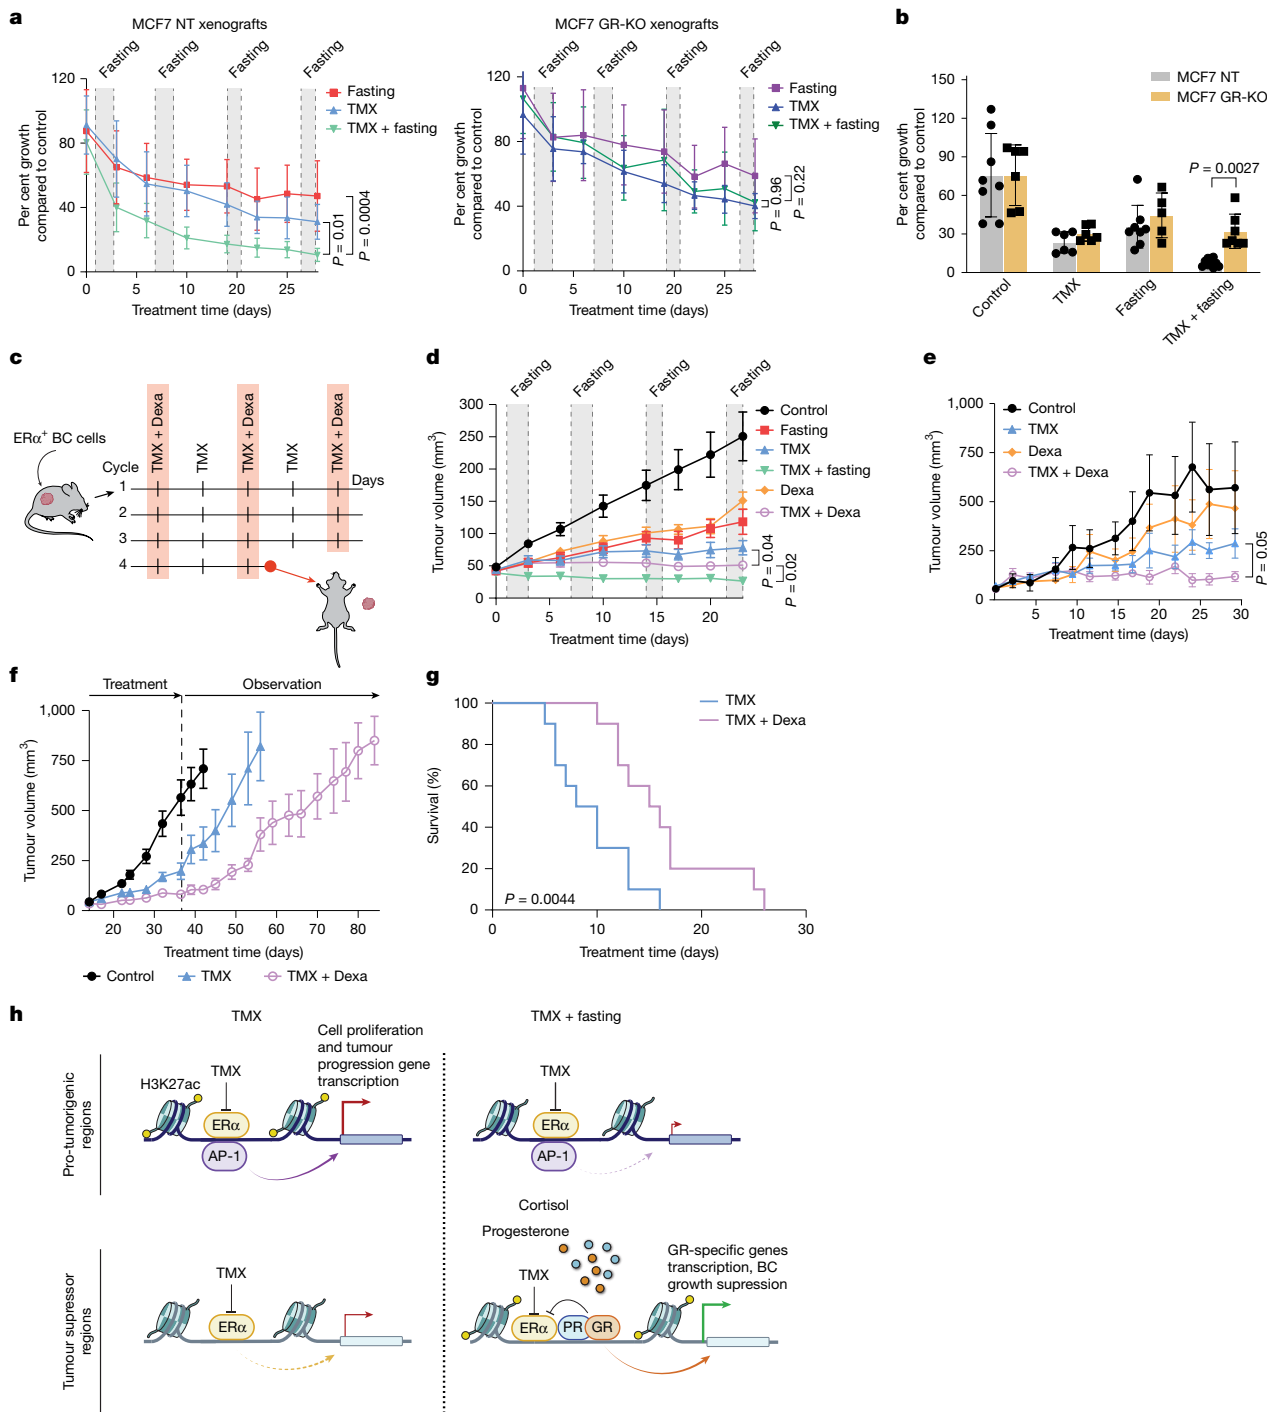 a
MCF7 NT xenografts
Fasting
Fasting
Fasting
Fasting
120
80
40
0
Per cent growth
compared to control
0
5
10
15
20
25
Treatment time (days)
Fasting
TMX
TMX + fasting
P = 0.01
P = 0.0004
MCF7 GR-KO xenografts
Fasting
Fasting
Fasting
Fasting
120
80
40
0
Per cent growth
compared to control
0
5
10
15
20
25
Treatment time (days)
Fasting
TMX
TMX + fasting
P = 0.96
P = 0.22
b
150
120
90
60
30
0
Per cent growth
compared to control
MCF7 NT
MCF7 GR-KO
P = 0.0027
Control
TMX
Fasting
TMX + fasting
c
ERα+ BC cells
Cycle
1
2
3
4
TMX + Dexa
TMX
TMX + Dexa
TMX
TMX + Dexa
Days
d
Fasting
Fasting
Fasting
Fasting
300
250
200
150
100
50
0
Tumour volume (mm³)
0
5
10
15
20
Treatment time (days)
Control
Fasting
TMX
TMX + fasting
Dexa
TMX + Dexa
P = 0.04
P = 0.02
e
1,000
750
500
250
0
Tumour volume (mm³)
5
10
15
20
25
30
Treatment time (days)
Control
TMX
Dexa
TMX + Dexa
P = 0.05
f
Treatment
Observation
1,000
750
500
250
0
Tumour volume (mm³)
20
30
40
50
60
70
80
Treatment time (days)
Control
TMX
TMX + Dexa
g
100
80
60
40
20
0
Survival (%)
P = 0.0044
0
10
20
30
Treatment time (days)
TMX
TMX + Dexa
h
TMX
TMX + fasting
Pro-tumorigenic
regions
H3K27ac
TMX
ERα
AP-1
Cell proliferation
and tumour
progression gene
transcription
TMX
ERα
AP-1
Tumour supressor
regions
TMX
ERα
Cortisol
Progesterone
TMX
ERα
PR
GR
GR-specific genes
transcription, BC
growth supression